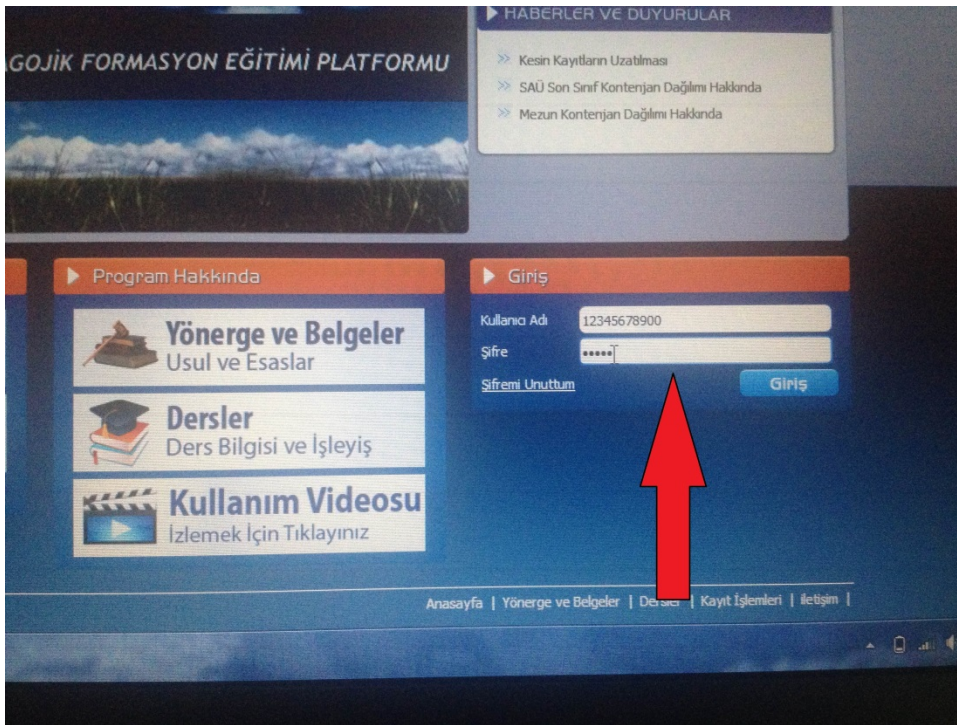 HABERLER VE DUYURULAR
AGOJİK FORMASYON EĞİTİMİ PLATFORMU
Kesin Kayıtların Uzatılması
SAÜ Son Sınıf Kontenjan Dağılımı Hakkında
Mezun Kontenjan Dağılımı Hakkında
Program Hakkında
Yönerge ve Belgeler
Usul ve Esaslar
Dersler
Ders Bilgisi ve İşleyiş
Kullanım Videosu
İzlemek İçin Tıklayınız
Giriş
Kullanıcı Adı 12345678900
Şifre •••••
Şifremi Unuttum Giriş
Anasayfa | Yönerge ve Belgeler | Dersler | Kayıt İşlemleri | İletişim |